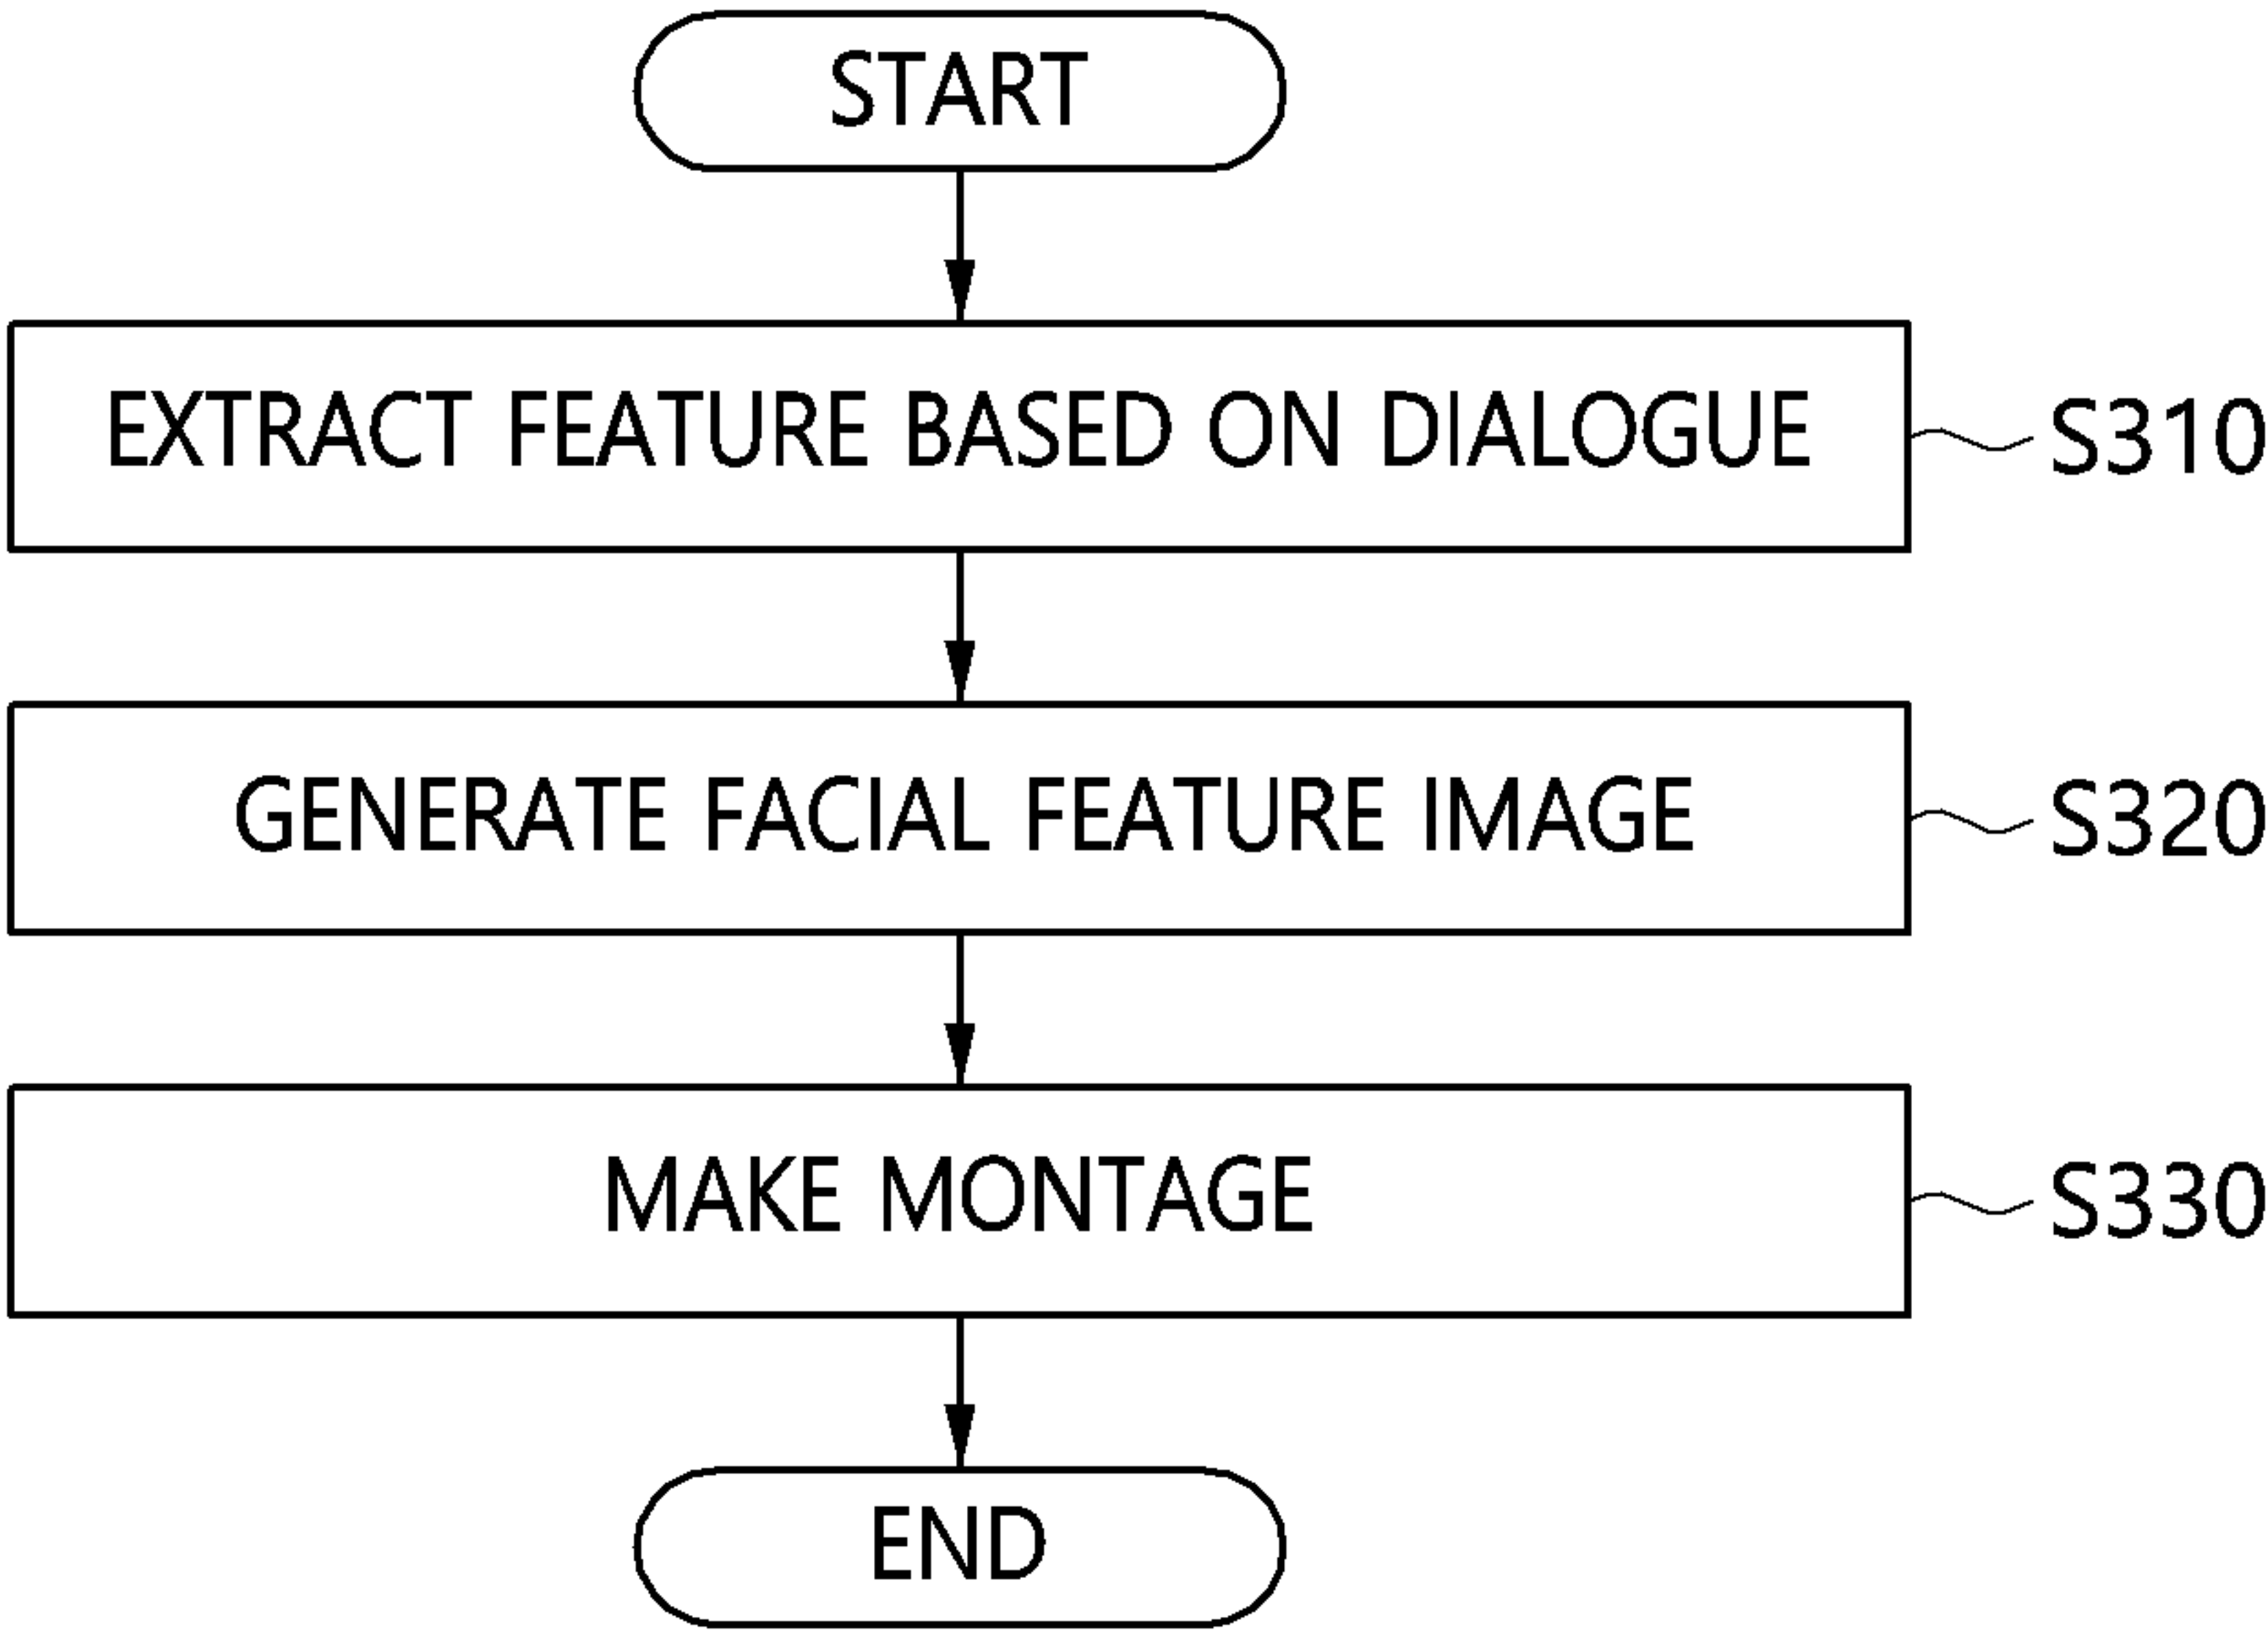 START
EXTRACT FEATURE BASED ON DIALOGUE
S310
GENERATE FACIAL FEATURE IMAGE
S320
MAKE MONTAGE
S330
END